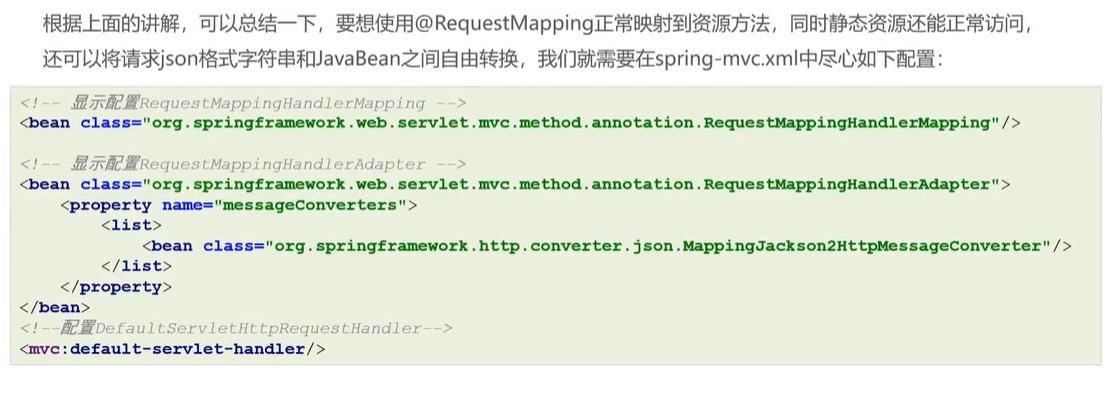 根据上面的讲解，可以总结一下，要想使用@RequestMapping正常映射到资源方法，同时静态资源还能正常访问，
还可以将请求json格式字符串和JavaBean之间自由转换，我们就需要在spring-mvc.xml中尽心如下配置：
<!-- 显示配置RequestMappingHandlerMapping -->
<bean class="org.springframework.web.servlet.mvc.method.annotation.RequestMappingHandlerMapping"/>
<!-- 显示配置RequestMappingHandlerAdapter -->
<bean class="org.springframework.web.servlet.mvc.method.annotation.RequestMappingHandlerAdapter">
    <property name="messageConverters">
        <list>
            <bean class="org.springframework.http.converter.json.MappingJackson2HttpMessageConverter"/>
        </list>
    </property>
</bean>
<!--配置DefaultServletHttpRequestHandler-->
<mvc:default-servlet-handler/>